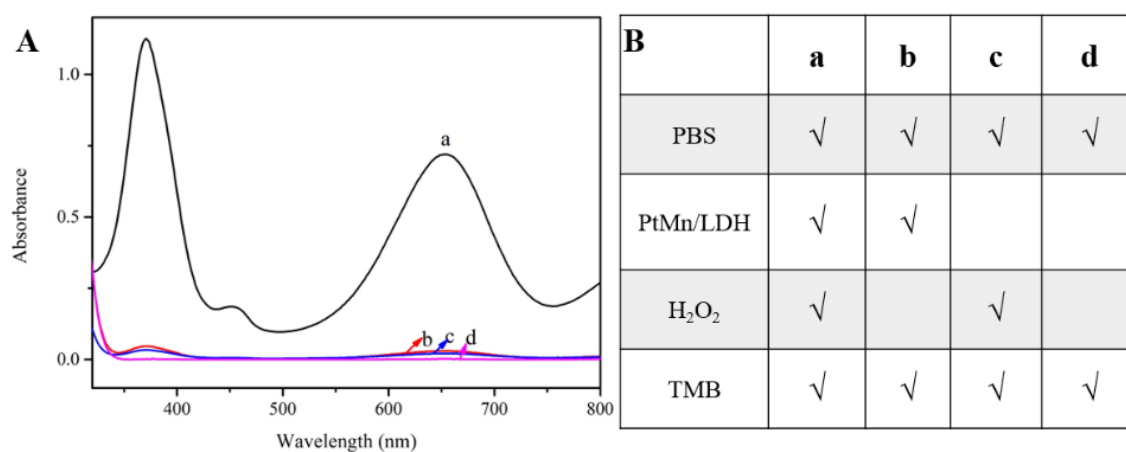 A
1.0
0.5
0.0
Absorbance
400
500
600
700
800
Wavelength (nm)
a
b
c
d
B
a b c d
PBS √ √ √ √
PtMn/LDH √ √
H₂O₂ √ √
TMB √ √ √ √